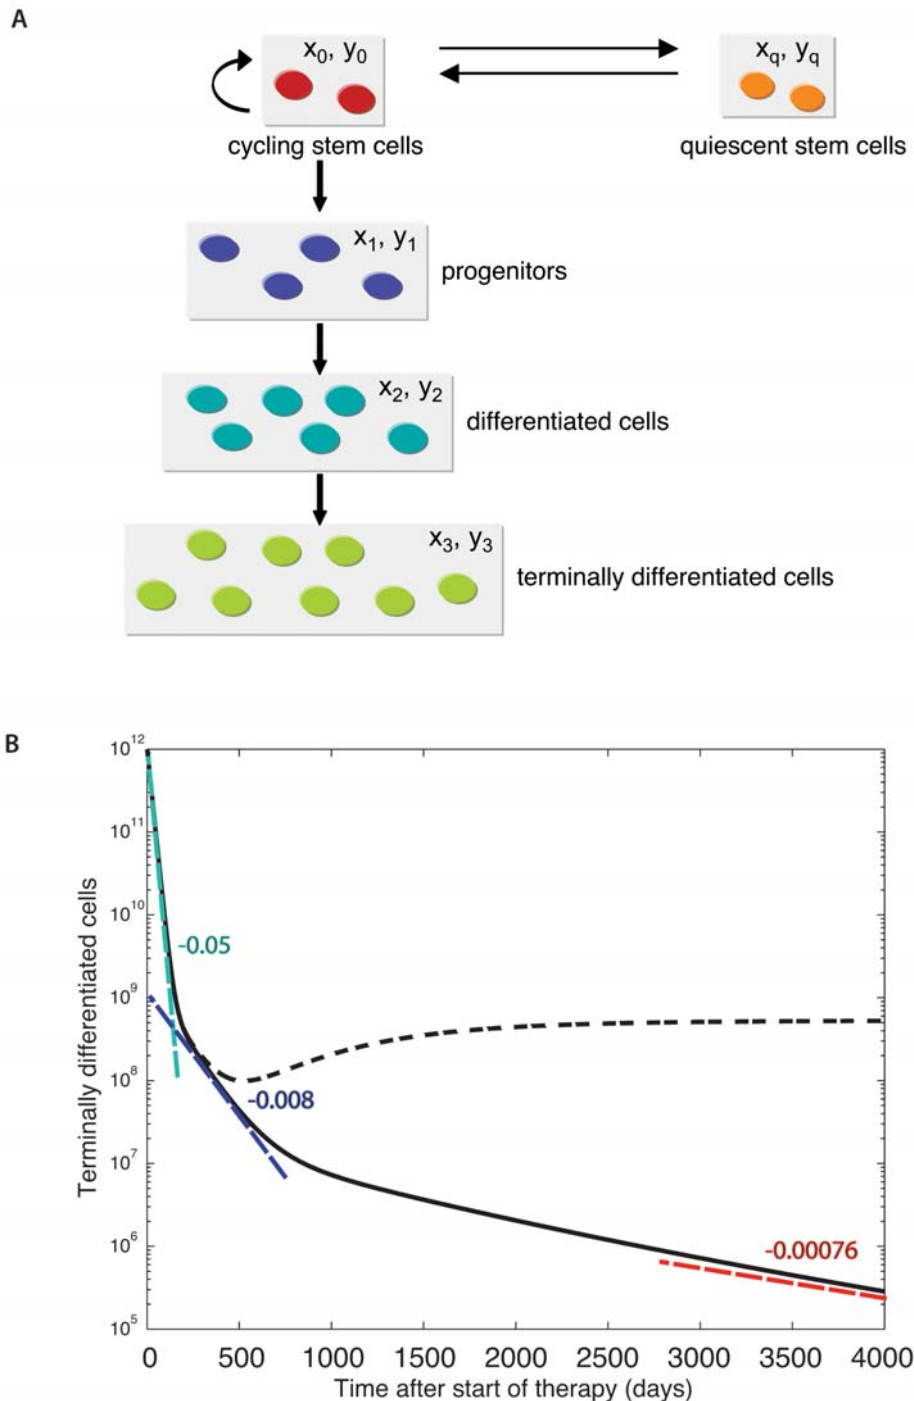 A
x₀, y₀
x_q, y_q
cycling stem cells
quiescent stem cells
x₁, y₁
progenitors
x₂, y₂
differentiated cells
x₃, y₃
terminally differentiated cells
B
Terminally differentiated cells
10¹²
10¹¹
10¹⁰
10⁹
10⁸
10⁷
10⁶
10⁵
-0.05
-0.008
-0.00076
0 500 1000 1500 2000 2500 3000 3500 4000
Time after start of therapy (days)